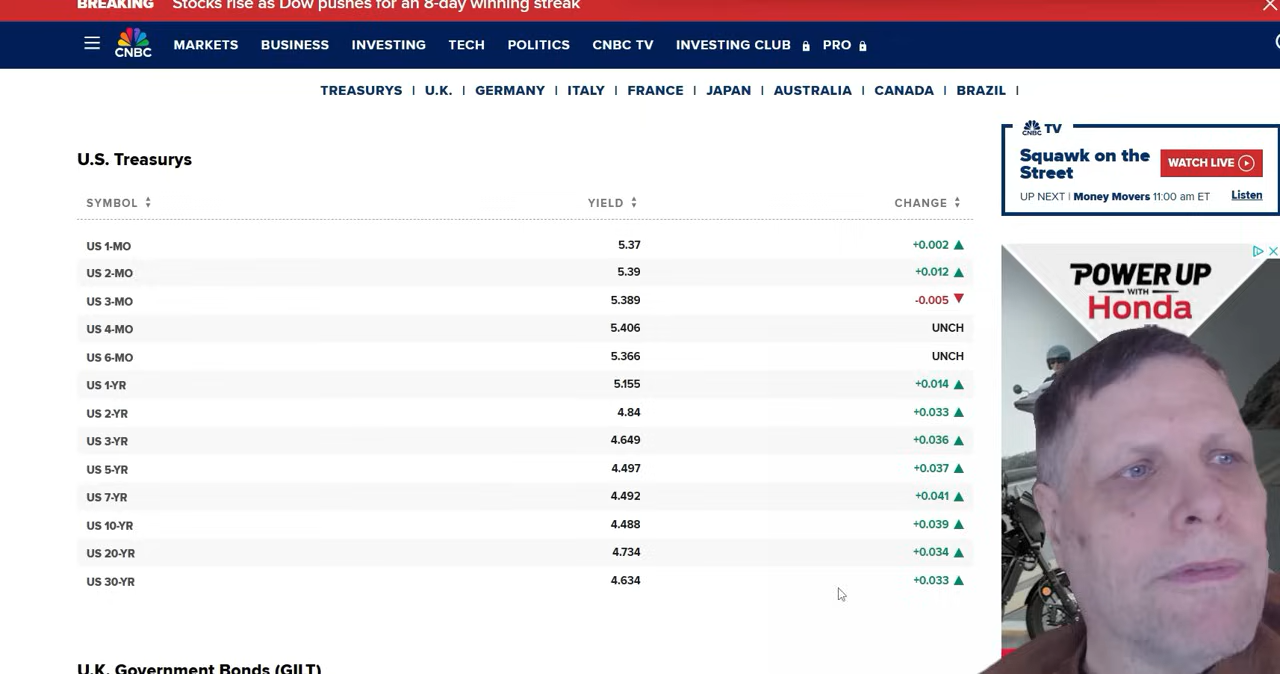 BREAKING Stocks rise as Dow pushes for an 8-day winning streak
CNBC MARKETS BUSINESS INVESTING TECH POLITICS CNBC TV INVESTING CLUB PRO
TREASURYS | U.K. | GERMANY | ITALY | FRANCE | JAPAN | AUSTRALIA | CANADA | BRAZIL |
U.S. Treasurys
SYMBOL YIELD CHANGE
US 1-MO 5.37 +0.002
US 2-MO 5.39 +0.012
US 3-MO 5.389 -0.005
US 4-MO 5.406 UNCH
US 6-MO 5.366 UNCH
US 1-YR 5.155 +0.014
US 2-YR 4.84 +0.033
US 3-YR 4.649 +0.036
US 5-YR 4.497 +0.037
US 7-YR 4.492 +0.041
US 10-YR 4.488 +0.039
US 20-YR 4.734 +0.034
US 30-YR 4.634 +0.033
U.K. Government Bonds (GILT)
CNBC TV
Squawk on the
Street
WATCH LIVE
UP NEXT | Money Movers 11:00 am ET Listen
POWER UP
WITH
Honda